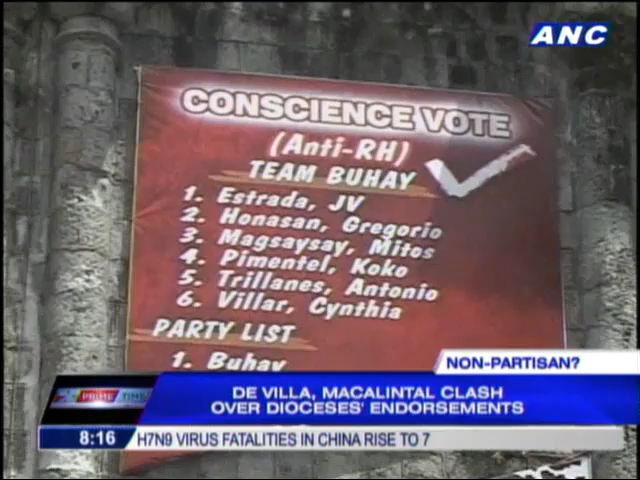 ANC
CONSCIENCE VOTE
(Anti-RH)
TEAM BUHAY
1. Estrada, JV
2. Honasan, Gregorio
3. Magsaysay, Mitos
4. Pimentel, Koko
5. Trillanes, Antonio
6. Villar, Cynthia
PARTY LIST
1. Buhay
NON-PARTISAN?
PRIME TIME
DE VILLA, MACALINTAL CLASH
OVER DIOCESES' ENDORSEMENTS
8:16 H7N9 VIRUS FATALITIES IN CHINA RISE TO 7